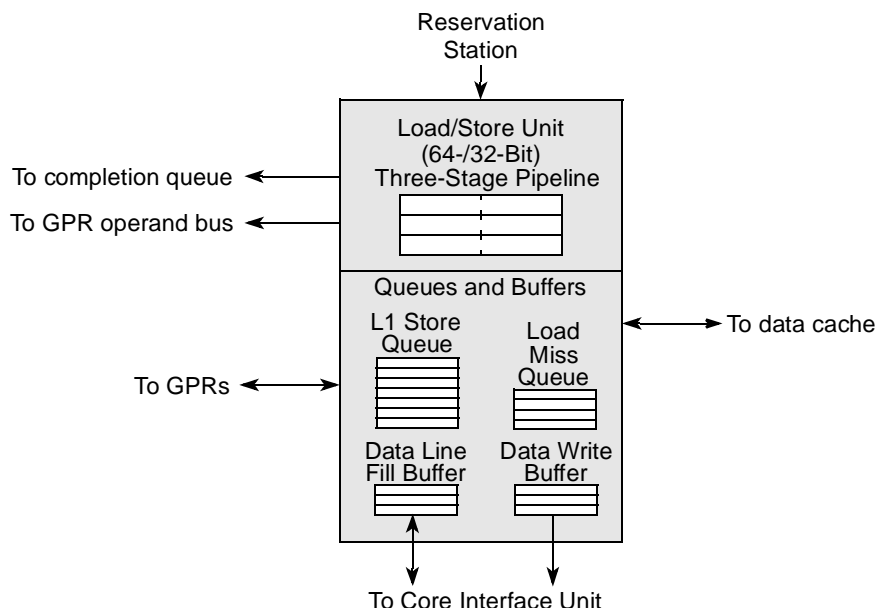 Reservation
Station
Load/Store Unit
(64-/32-Bit)
Three-Stage Pipeline
To completion queue
To GPR operand bus
Queues and Buffers
L1 Store
Queue
Load
Miss
Queue
To data cache
To GPRs
Data Line
Fill Buffer
Data Write
Buffer
To Core Interface Unit